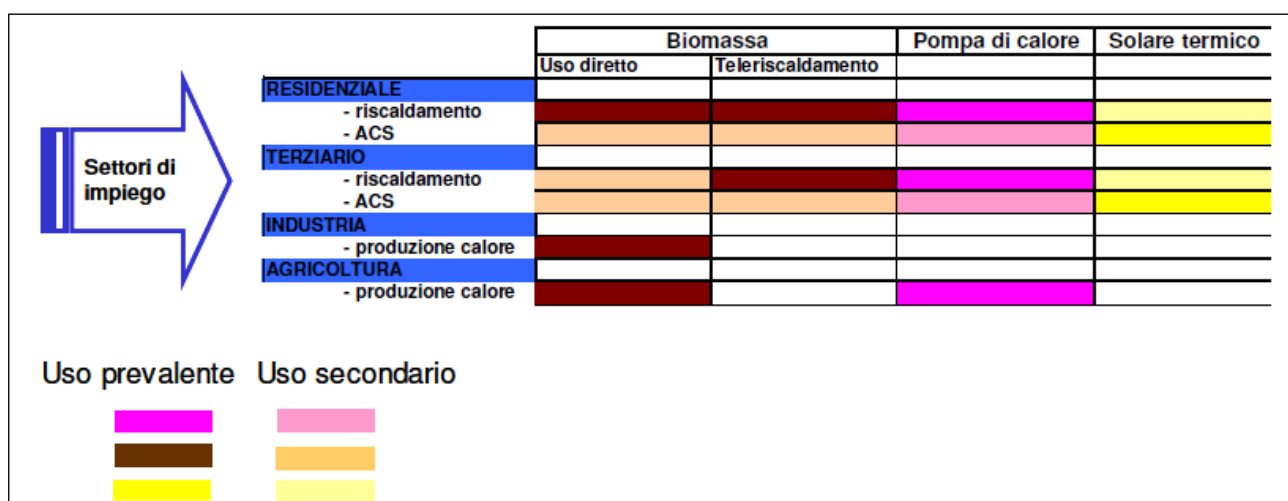 Biomassa Pompa di calore Solare termico
Uso diretto Teleriscaldamento
RESIDENZIALE
- riscaldamento
- ACS
TERZIARIO
- riscaldamento
- ACS
INDUSTRIA
- produzione calore
AGRICOLTURA
- produzione calore
Settori di
impiego
Uso prevalente Uso secondario